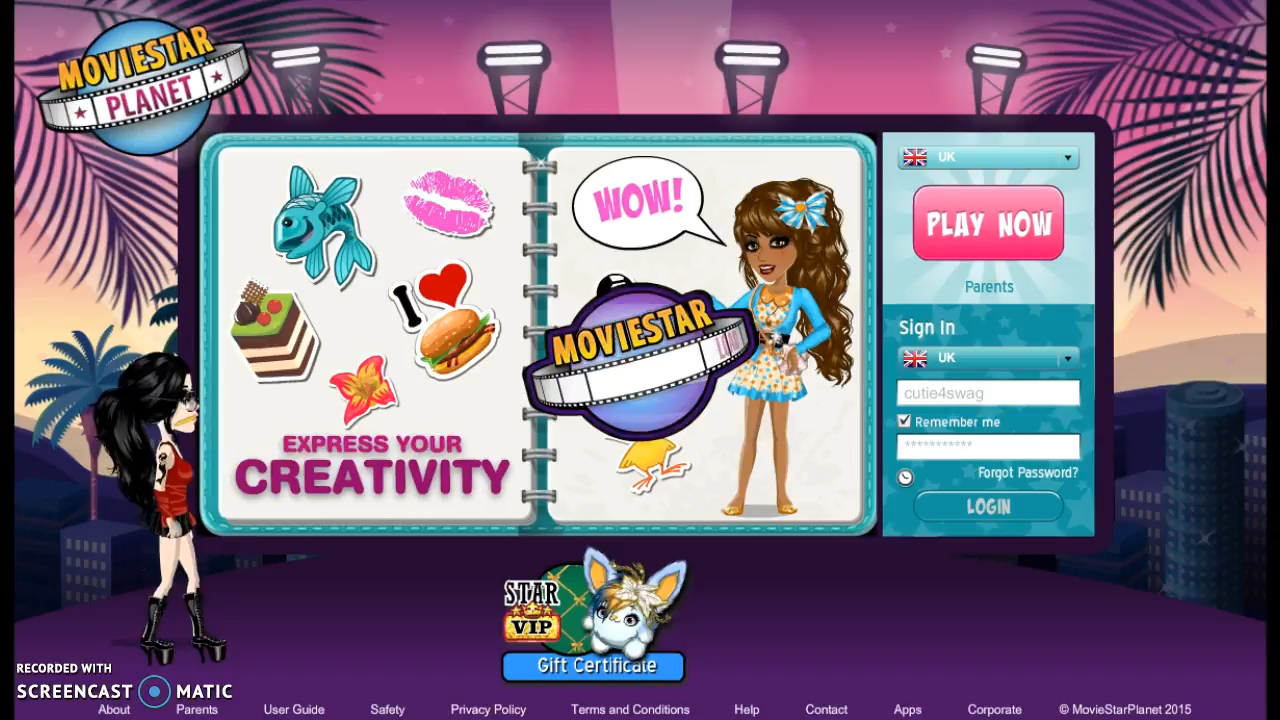 MOVIESTAR
PLANET
WOW!
I
MOVIESTAR
EXPRESS YOUR
CREATIVITY
UK
PLAY NOW
Parents
Sign In
UK
cutie4swag
Remember me
***********
Forgot Password?
LOGIN
STAR
VIP
Gift Certificate
RECORDED WITH
SCREENCAST MATIC
About Parents User Guide Safety Privacy Policy Terms and Conditions Help Contact Apps Corporate © MovieStarPlanet 2015